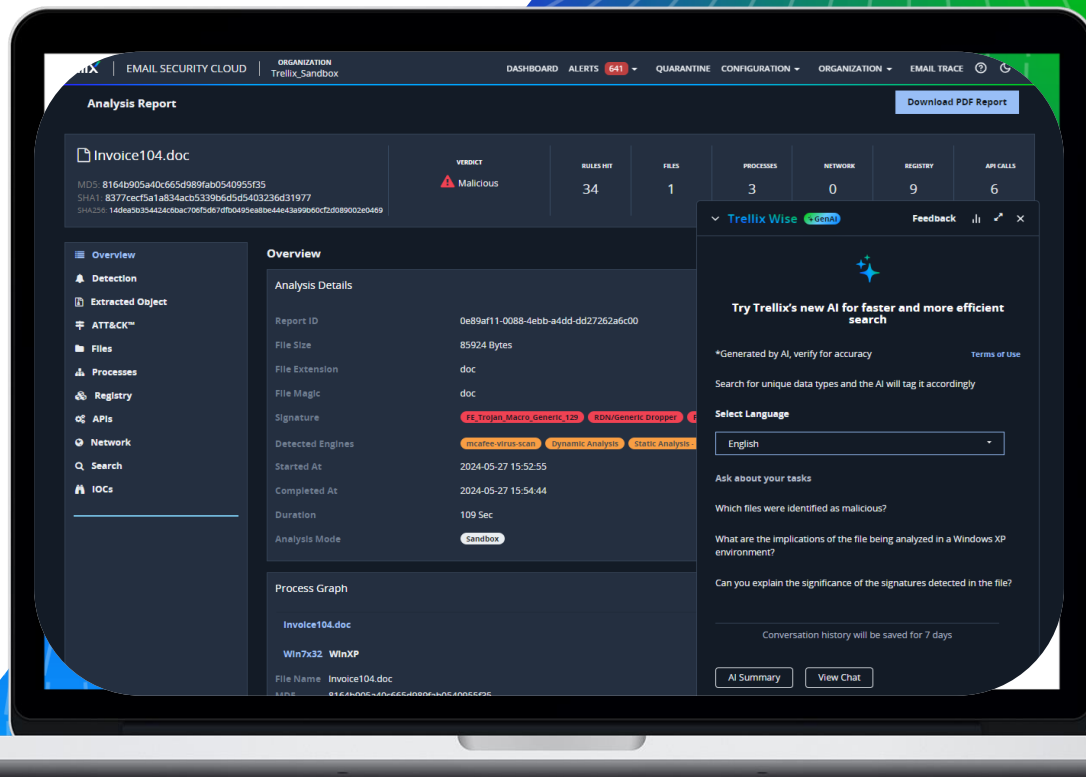 EMAIL SECURITY CLOUD
ORGANIZATION
Trellix_Sandbox
DASHBOARD ALERTS 641 QUARANTINE CONFIGURATION ORGANIZATION EMAIL TRACE
Analysis Report
Download PDF Report
Invoice104.doc
MD5: 8164b905a40c665d989fab0540955f35
SHA1: 8377cecf5a1a834acb5339b6d5d5403236d31977
SHA256: 14dea5b354424c6bac706f5d67dfb0495ea8be44e43a99b60cf2d089002e0469
VERDICT
Malicious
RULES HIT
34
FILES
1
PROCESSES
3
NETWORK
0
REGISTRY
9
API CALLS
6
Overview
Detection
Extracted Object
ATT&CK™
Files
Processes
Registry
APIs
Network
Search
IOCs
Overview
Analysis Details
Report ID 0e89af11-0088-4ebb-a4dd-dd27262a6c00
File Size 85924 Bytes
File Extension doc
File Magic doc
Signature FE_Trojan_Macro_Generic_129 RDN/Generic Dropper
Detected Engines mcafee-virus-scan Dynamic Analysis Static Analysis -
Started At 2024-05-27 15:52:55
Completed At 2024-05-27 15:54:44
Duration 109 Sec
Analysis Mode Sandbox
Process Graph
Invoice104.doc
Win7x32 WinXP
File Name Invoice104.doc
MD5 8164b905a40c665d989fab0540955f35
Trellix Wise GenAI Feedback
Try Trellix's new AI for faster and more efficient
search
*Generated by AI, verify for accuracy Terms of Use
Search for unique data types and the AI will tag it accordingly
Select Language
English
Ask about your tasks
Which files were identified as malicious?
What are the implications of the file being analyzed in a Windows XP
environment?
Can you explain the significance of the signatures detected in the file?
Conversation history will be saved for 7 days
AI Summary View Chat